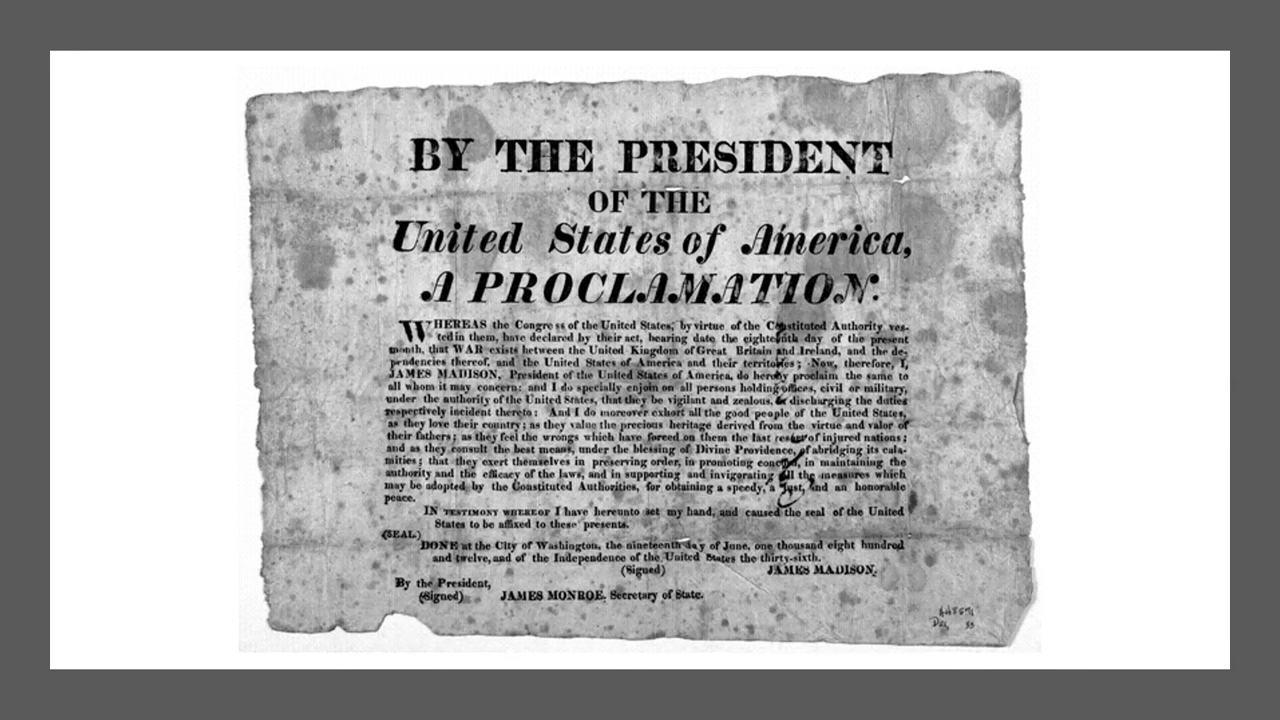 BY THE PRESIDENT
OF THE
United States of America,
A PROCLAMATION.
WHEREAS the Congress of the United States, by virtue of the Constituted Authority ves-
ted in them, have declared by their act, bearing date the eighteenth day of the present
month, that WAR exists between the United Kingdom of Great Britain and Ireland, and the de-
pendencies thereof, and the United States of America and their territories; Now, therefore, I,
JAMES MADISON, President of the United States of America, do hereby proclaim the same to
all whom it may concern: and I do specially enjoin on all persons holding offices, civil or military,
under the authority of the United States, that they be vigilant and zealous, in discharging the duties
respectively incident thereto: And I do moreover exhort all the good people of the United States,
as they love their country; as they value the precious heritage derived from the virtue and valor of
their fathers; as they feel the wrongs which have forced on them the last resort of injured nations;
and as they consult the best means, under the blessing of Divine Providence, of abridging its cala-
mities; that they exert themselves in preserving order, in promoting concord, in maintaining the
authority and the efficacy of the laws, and in supporting and invigorating all the measures which
may be adopted by the Constituted Authorities, for obtaining a speedy, a just, and an honorable
peace.
IN TESTIMONY WHEREOF I have hereunto set my hand, and caused the seal of the United
States to be affixed to these presents.
(SEAL.)
DONE at the City of Washington, the nineteenth day of June, one thousand eight hundred
and twelve, and of the Independence of the United States the thirty-sixth.
(Signed) JAMES MADISON.
By the President,
(Signed) JAMES MONROE. Secretary of State.